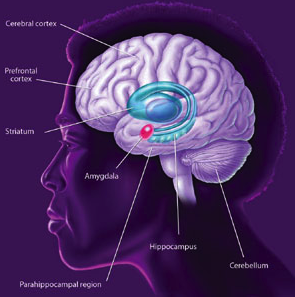 Cerebral cortex
Prefrontal
cortex
Striatum
Amygdala
Hippocampus
Cerebellum
Parahippocampal region